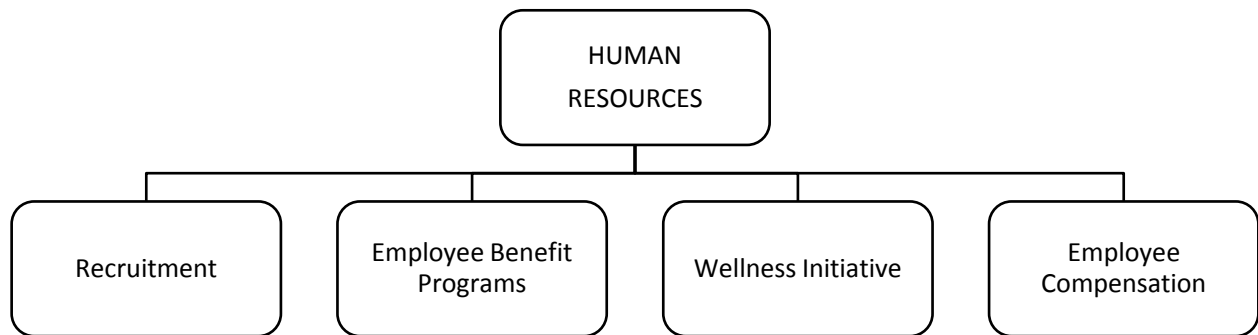 HUMAN
RESOURCES
Recruitment
Employee Benefit
Programs
Wellness Initiative
Employee
Compensation